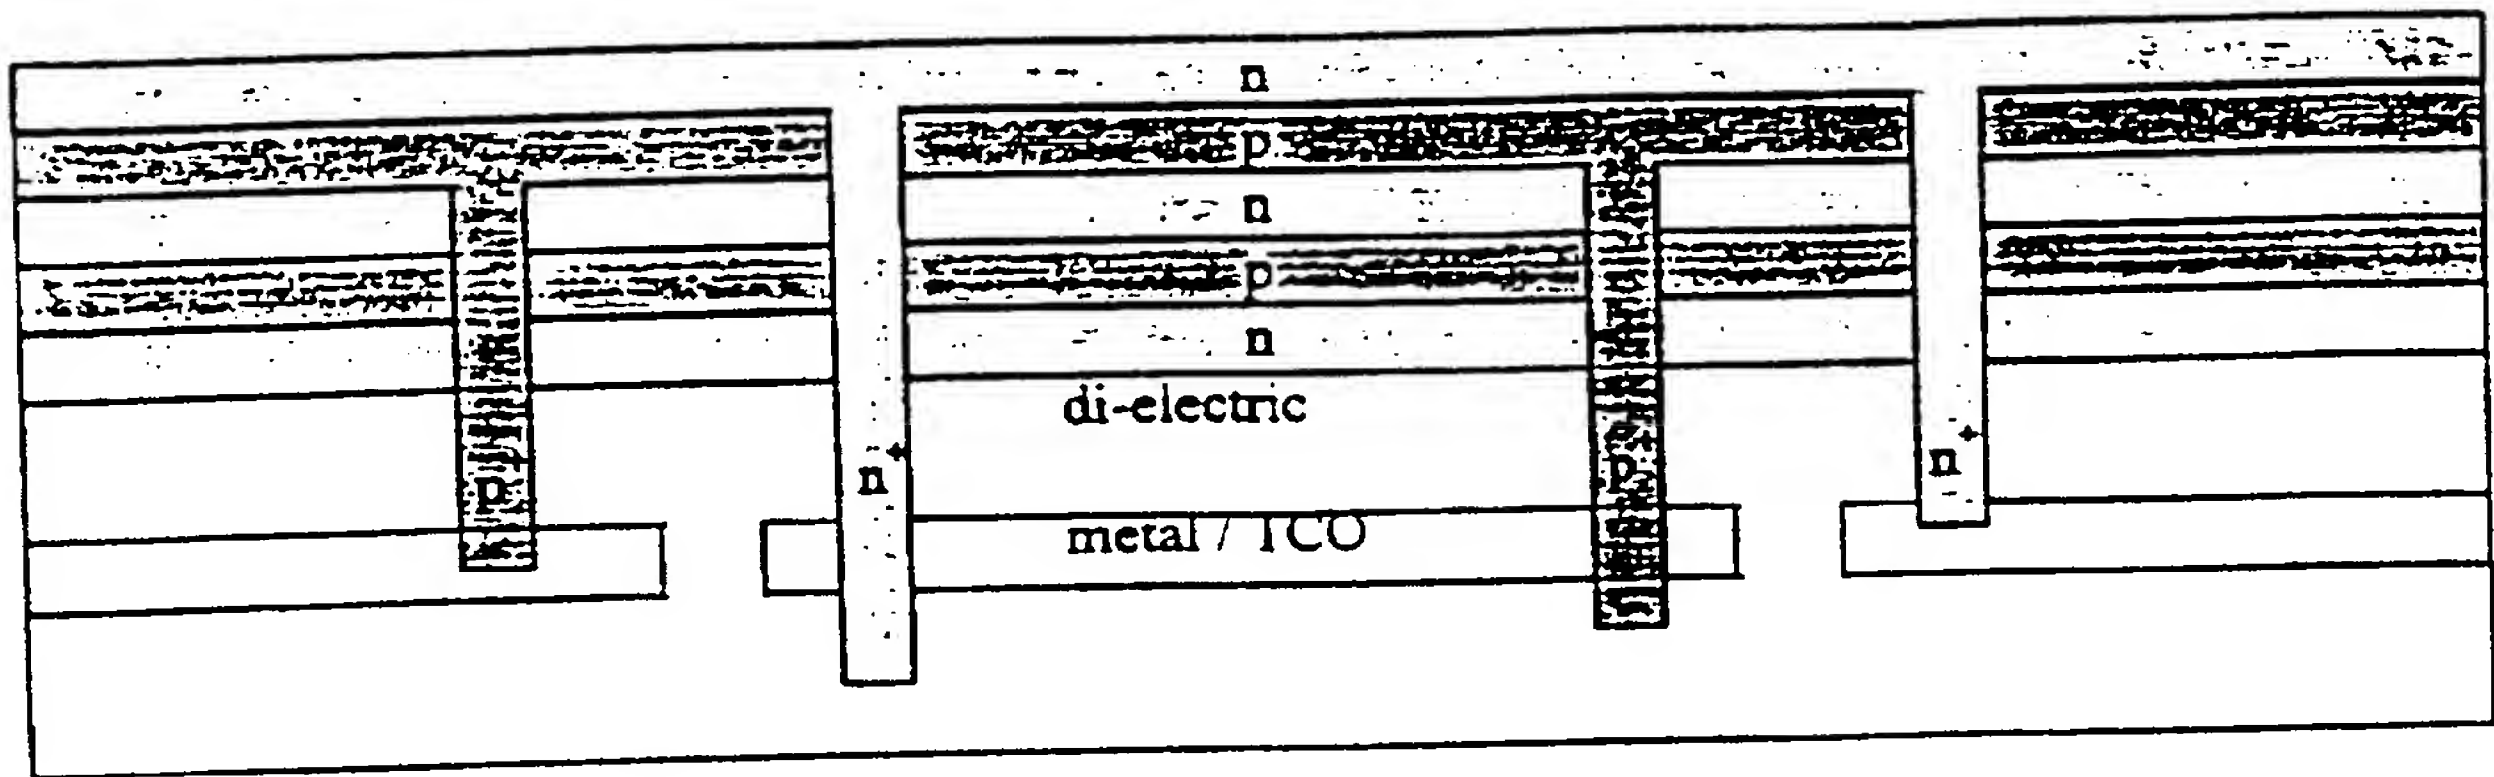 n
p
n
p
n
di-electric
p n+ p+ n+
metal / TCO